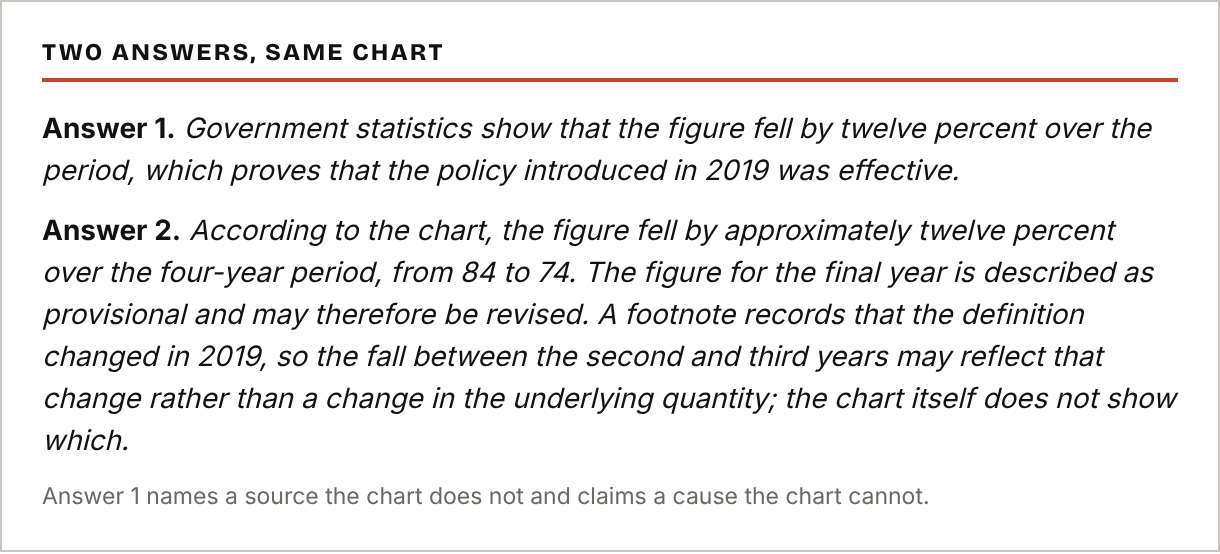 TWO ANSWERS, SAME CHART
Answer 1. Government statistics show that the figure fell by twelve percent over the
period, which proves that the policy introduced in 2019 was effective.
Answer 2. According to the chart, the figure fell by approximately twelve percent
over the four-year period, from 84 to 74. The figure for the final year is described as
provisional and may therefore be revised. A footnote records that the definition
changed in 2019, so the fall between the second and third years may reflect that
change rather than a change in the underlying quantity; the chart itself does not show
which.
Answer 1 names a source the chart does not and claims a cause the chart cannot.